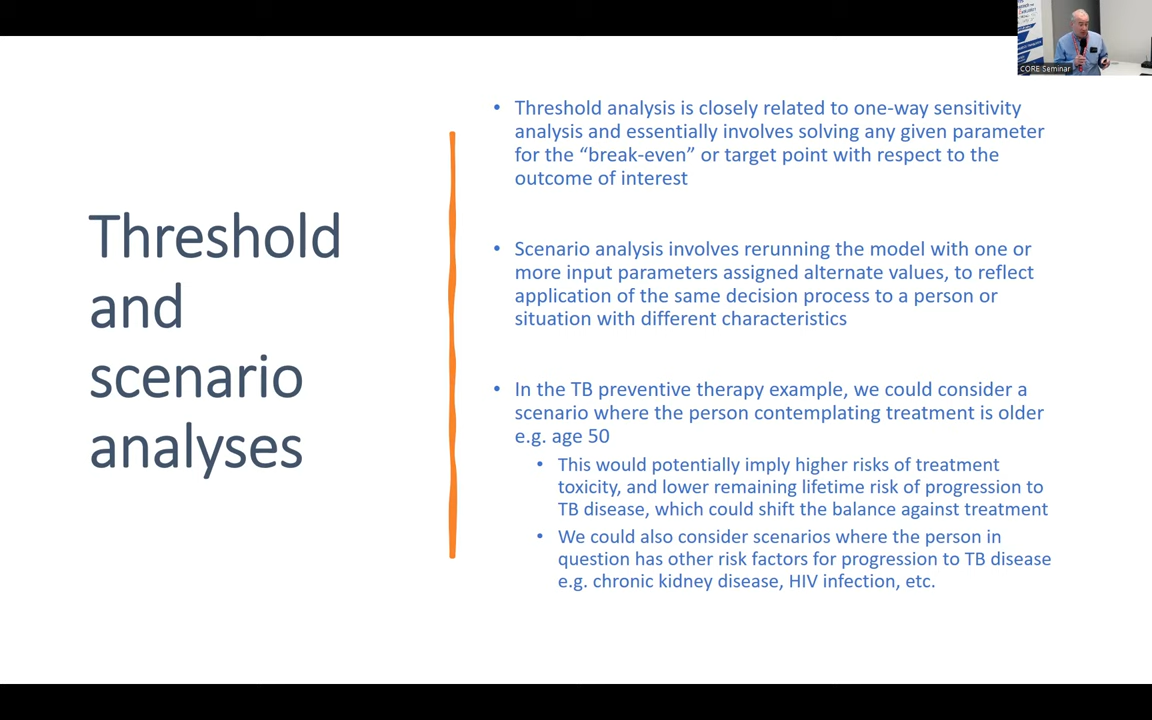 Threshold
and
scenario
analyses
• Threshold analysis is closely related to one-way sensitivity
analysis and essentially involves solving any given parameter
for the “break-even” or target point with respect to the
outcome of interest
• Scenario analysis involves rerunning the model with one or
more input parameters assigned alternate values, to reflect
application of the same decision process to a person or
situation with different characteristics
• In the TB preventive therapy example, we could consider a
scenario where the person contemplating treatment is older
e.g. age 50
• This would potentially imply higher risks of treatment
toxicity, and lower remaining lifetime risk of progression to
TB disease, which could shift the balance against treatment
• We could also consider scenarios where the person in
question has other risk factors for progression to TB disease
e.g. chronic kidney disease, HIV infection, etc.
CORE Seminar